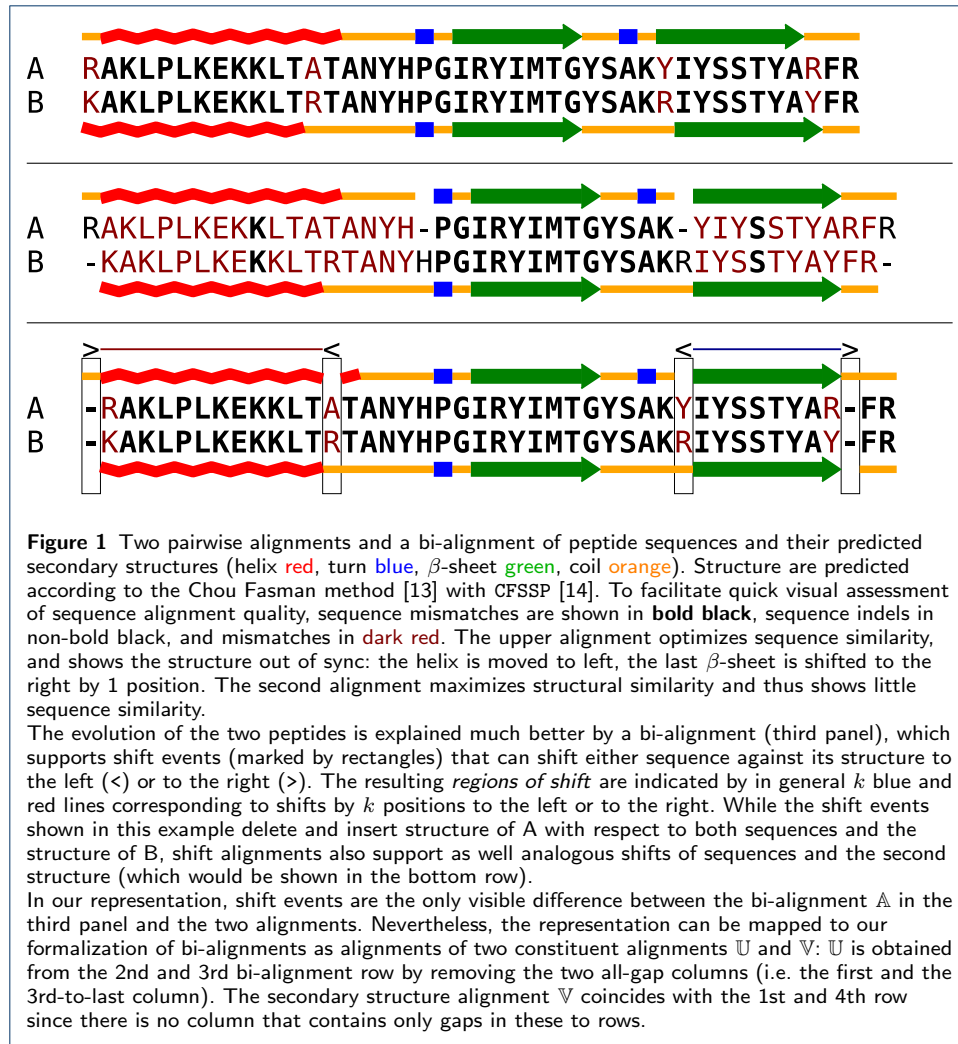 A RAKLPLKEKKLTATANYHPGIRYIMTGYSAKYIYSSTYARFR
B KAKLPLKEKKLTRTANYHPGIRYIMTGYSAKRIYSSTYAYFR
A RAKLPLKEKKLTATANYH-PGIRYIMTGYSAK-YIYSSTYARFR
B -KAKLPLKEKKLTRTANYHPGIRYIMTGYSAKRIYSSTYAYFR-
> < < >
A -RAKLPLKEKKLTATANYHPGIRYIMTGYSAKYIYSSTYAR-FR
B -KAKLPLKEKKLTRTANYHPGIRYIMTGYSAKRIYSSTYAY-FR
Figure 1 Two pairwise alignments and a bi-alignment of peptide sequences and their predicted
secondary structures (helix red, turn blue, β-sheet green, coil orange). Structure are predicted
according to the Chou Fasman method [13] with CFSSP [14]. To facilitate quick visual assessment
of sequence alignment quality, sequence mismatches are shown in bold black, sequence indels in
non-bold black, and mismatches in dark red. The upper alignment optimizes sequence similarity,
and shows the structure out of sync: the helix is moved to left, the last β-sheet is shifted to the
right by 1 position. The second alignment maximizes structural similarity and thus shows little
sequence similarity.
The evolution of the two peptides is explained much better by a bi-alignment (third panel), which
supports shift events (marked by rectangles) that can shift either sequence against its structure to
the left (<) or to the right (>). The resulting regions of shift are indicated by in general k blue and
red lines corresponding to shifts by k positions to the left or to the right. While the shift events
shown in this example delete and insert structure of A with respect to both sequences and the
structure of B, shift alignments also support as well analogous shifts of sequences and the second
structure (which would be shown in the bottom row).
In our representation, shift events are the only visible difference between the bi-alignment 𝔸 in the
third panel and the two alignments. Nevertheless, the representation can be mapped to our
formalization of bi-alignments as alignments of two constituent alignments 𝕌 and 𝕍: 𝕌 is obtained
from the 2nd and 3rd bi-alignment row by removing the two all-gap columns (i.e. the first and the
3rd-to-last column). The secondary structure alignment 𝕍 coincides with the 1st and 4th row
since there is no column that contains only gaps in these to rows.